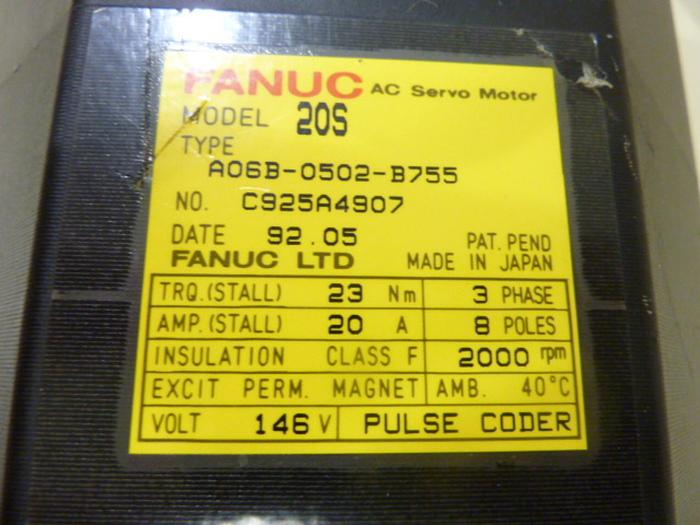 FANUC AC Servo Motor
MODEL 20S
TYPE
A06B-0502-B755
NO. C925A4907
DATE 92.05 PAT. PEND
FANUC LTD MADE IN JAPAN
TRQ.(STALL) 23 Nm 3 PHASE
AMP.(STALL) 20 A 8 POLES
INSULATION CLASS F 2000 rpm
EXCIT PERM. MAGNET AMB. 40°C
VOLT 146 V PULSE CODER